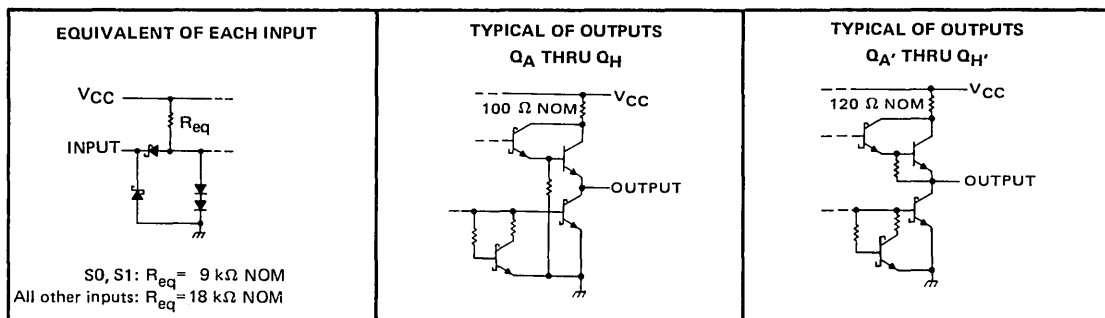 EQUIVALENT OF EACH INPUT
VCC
Req
INPUT
S0, S1: Req = 9 kΩ NOM
All other inputs: Req = 18 kΩ NOM
TYPICAL OF OUTPUTS
QA THRU QH
VCC
100 Ω NOM
OUTPUT
TYPICAL OF OUTPUTS
QA' THRU QH'
VCC
120 Ω NOM
OUTPUT